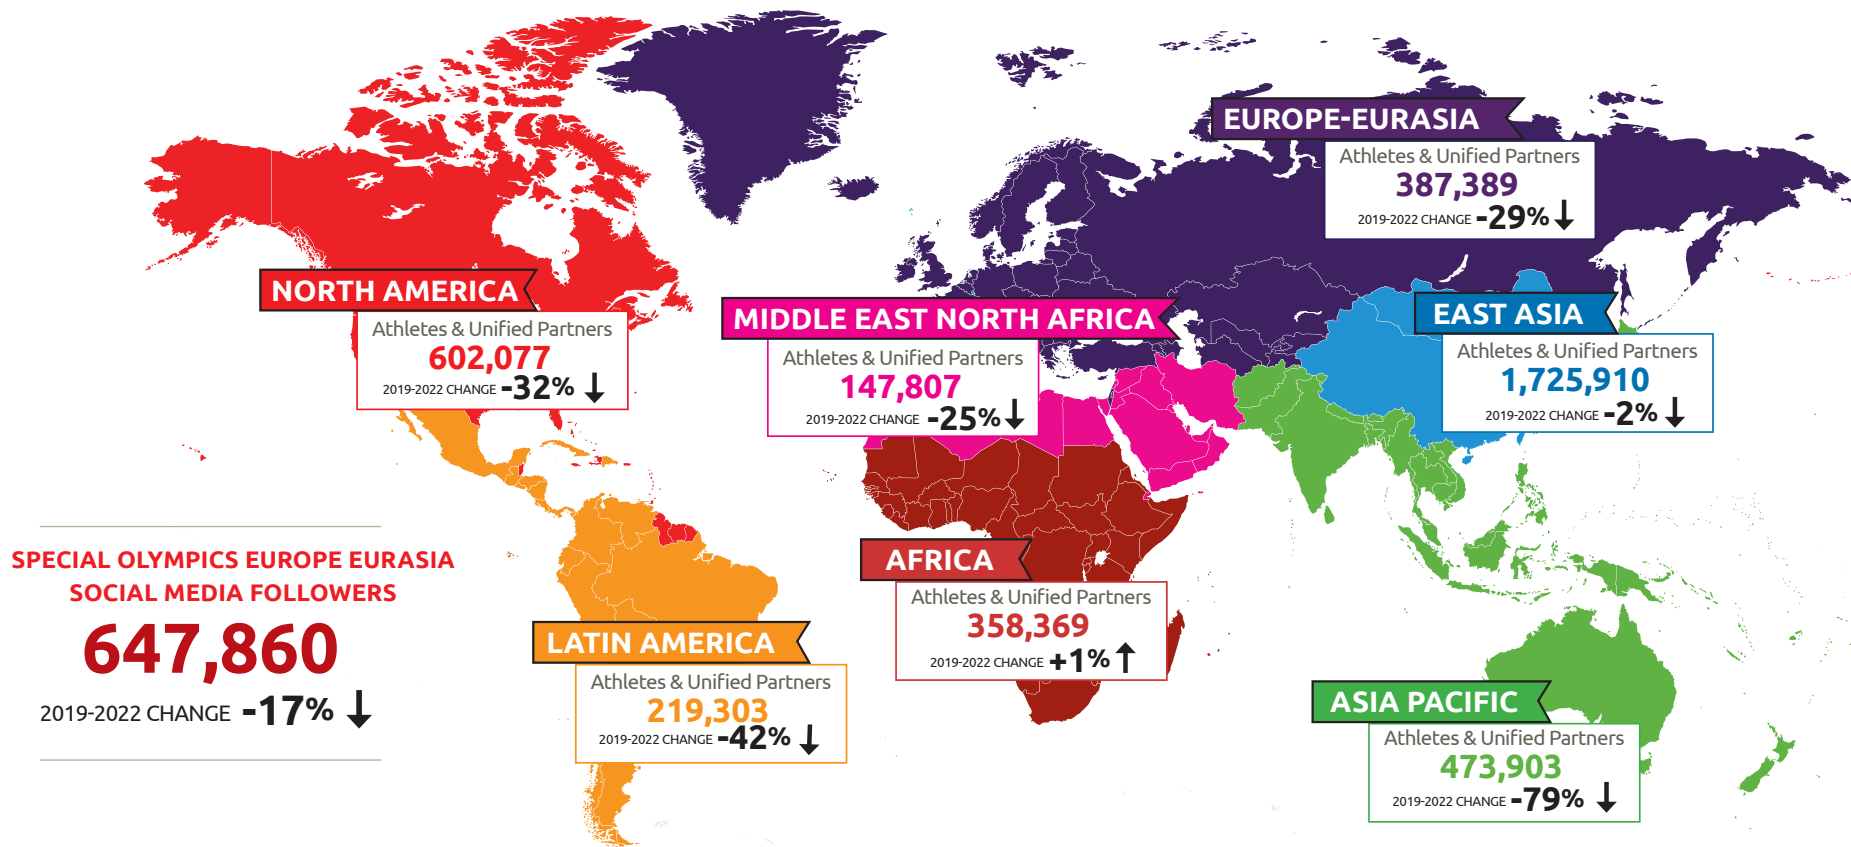 EUROPE-EURASIA
Athletes & Unified Partners
387,389
2019-2022 CHANGE -29%
NORTH AMERICA
Athletes & Unified Partners
602,077
2019-2022 CHANGE -32%
MIDDLE EAST NORTH AFRICA
Athletes & Unified Partners
147,807
2019-2022 CHANGE -25%
EAST ASIA
Athletes & Unified Partners
1,725,910
2019-2022 CHANGE -2%
SPECIAL OLYMPICS EUROPE EURASIA
SOCIAL MEDIA FOLLOWERS
647,860
2019-2022 CHANGE -17%
LATIN AMERICA
Athletes & Unified Partners
219,303
2019-2022 CHANGE -42%
AFRICA
Athletes & Unified Partners
358,369
2019-2022 CHANGE +1%
ASIA PACIFIC
Athletes & Unified Partners
473,903
2019-2022 CHANGE -79%